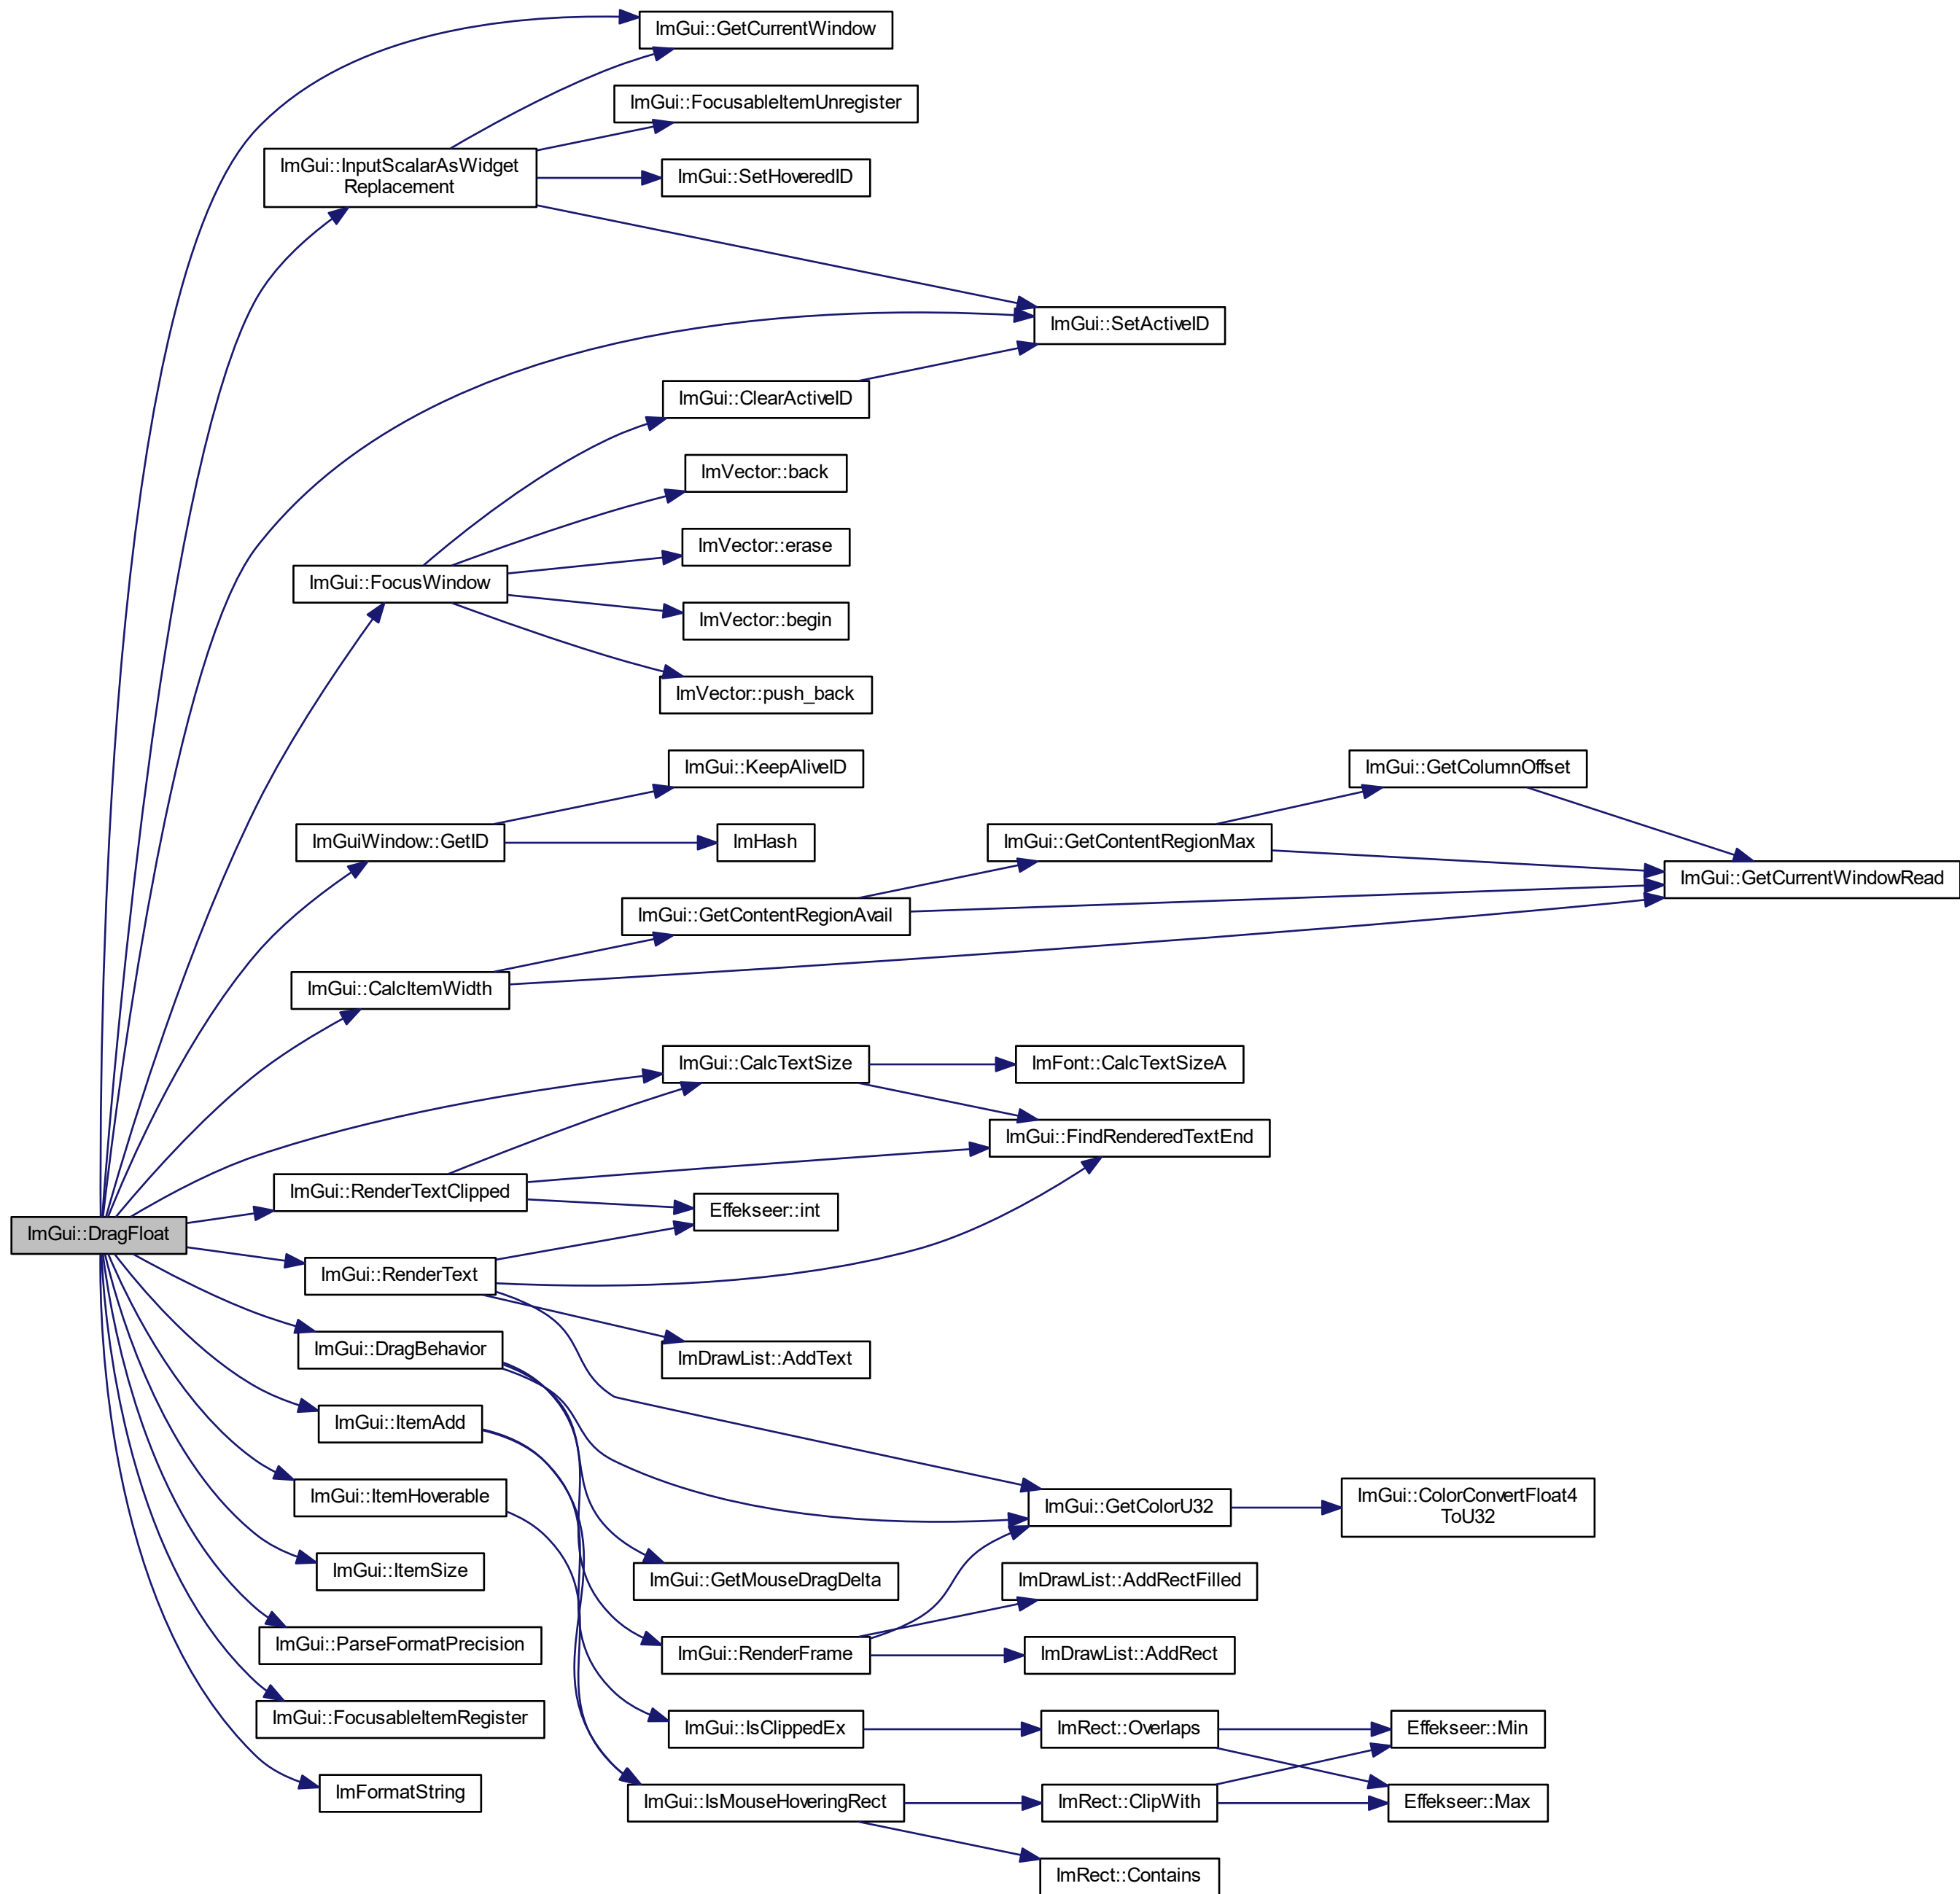 ImGui::GetCurrentWindow
ImGui::FocusableItemUnregister
ImGui::InputScalarAsWidget
Replacement
ImGui::SetHoveredID
ImGui::SetActiveID
ImGui::ClearActiveID
ImVector::back
ImVector::erase
ImGui::FocusWindow
ImVector::begin
ImVector::push_back
ImGui::KeepAliveID
ImGui::GetColumnOffset
ImGuiWindow::GetID
ImHash
ImGui::GetContentRegionMax
ImGui::GetCurrentWindowRead
ImGui::GetContentRegionAvail
ImGui::CalcItemWidth
ImGui::CalcTextSize
ImFont::CalcTextSizeA
ImGui::FindRenderedTextEnd
ImGui::RenderTextClipped
Effekseer::int
ImGui::DragFloat
ImGui::RenderText
ImGui::DragBehavior
ImDrawList::AddText
ImGui::ItemAdd
ImGui::ItemHoverable
ImGui::GetColorU32
ImGui::ColorConvertFloat4
ToU32
ImGui::ItemSize
ImGui::GetMouseDragDelta
ImDrawList::AddRectFilled
ImGui::ParseFormatPrecision
ImGui::RenderFrame
ImDrawList::AddRect
ImGui::FocusableItemRegister
ImGui::IsClippedEx
ImRect::Overlaps
Effekseer::Min
ImFormatString
ImGui::IsMouseHoveringRect
ImRect::ClipWith
Effekseer::Max
ImRect::Contains